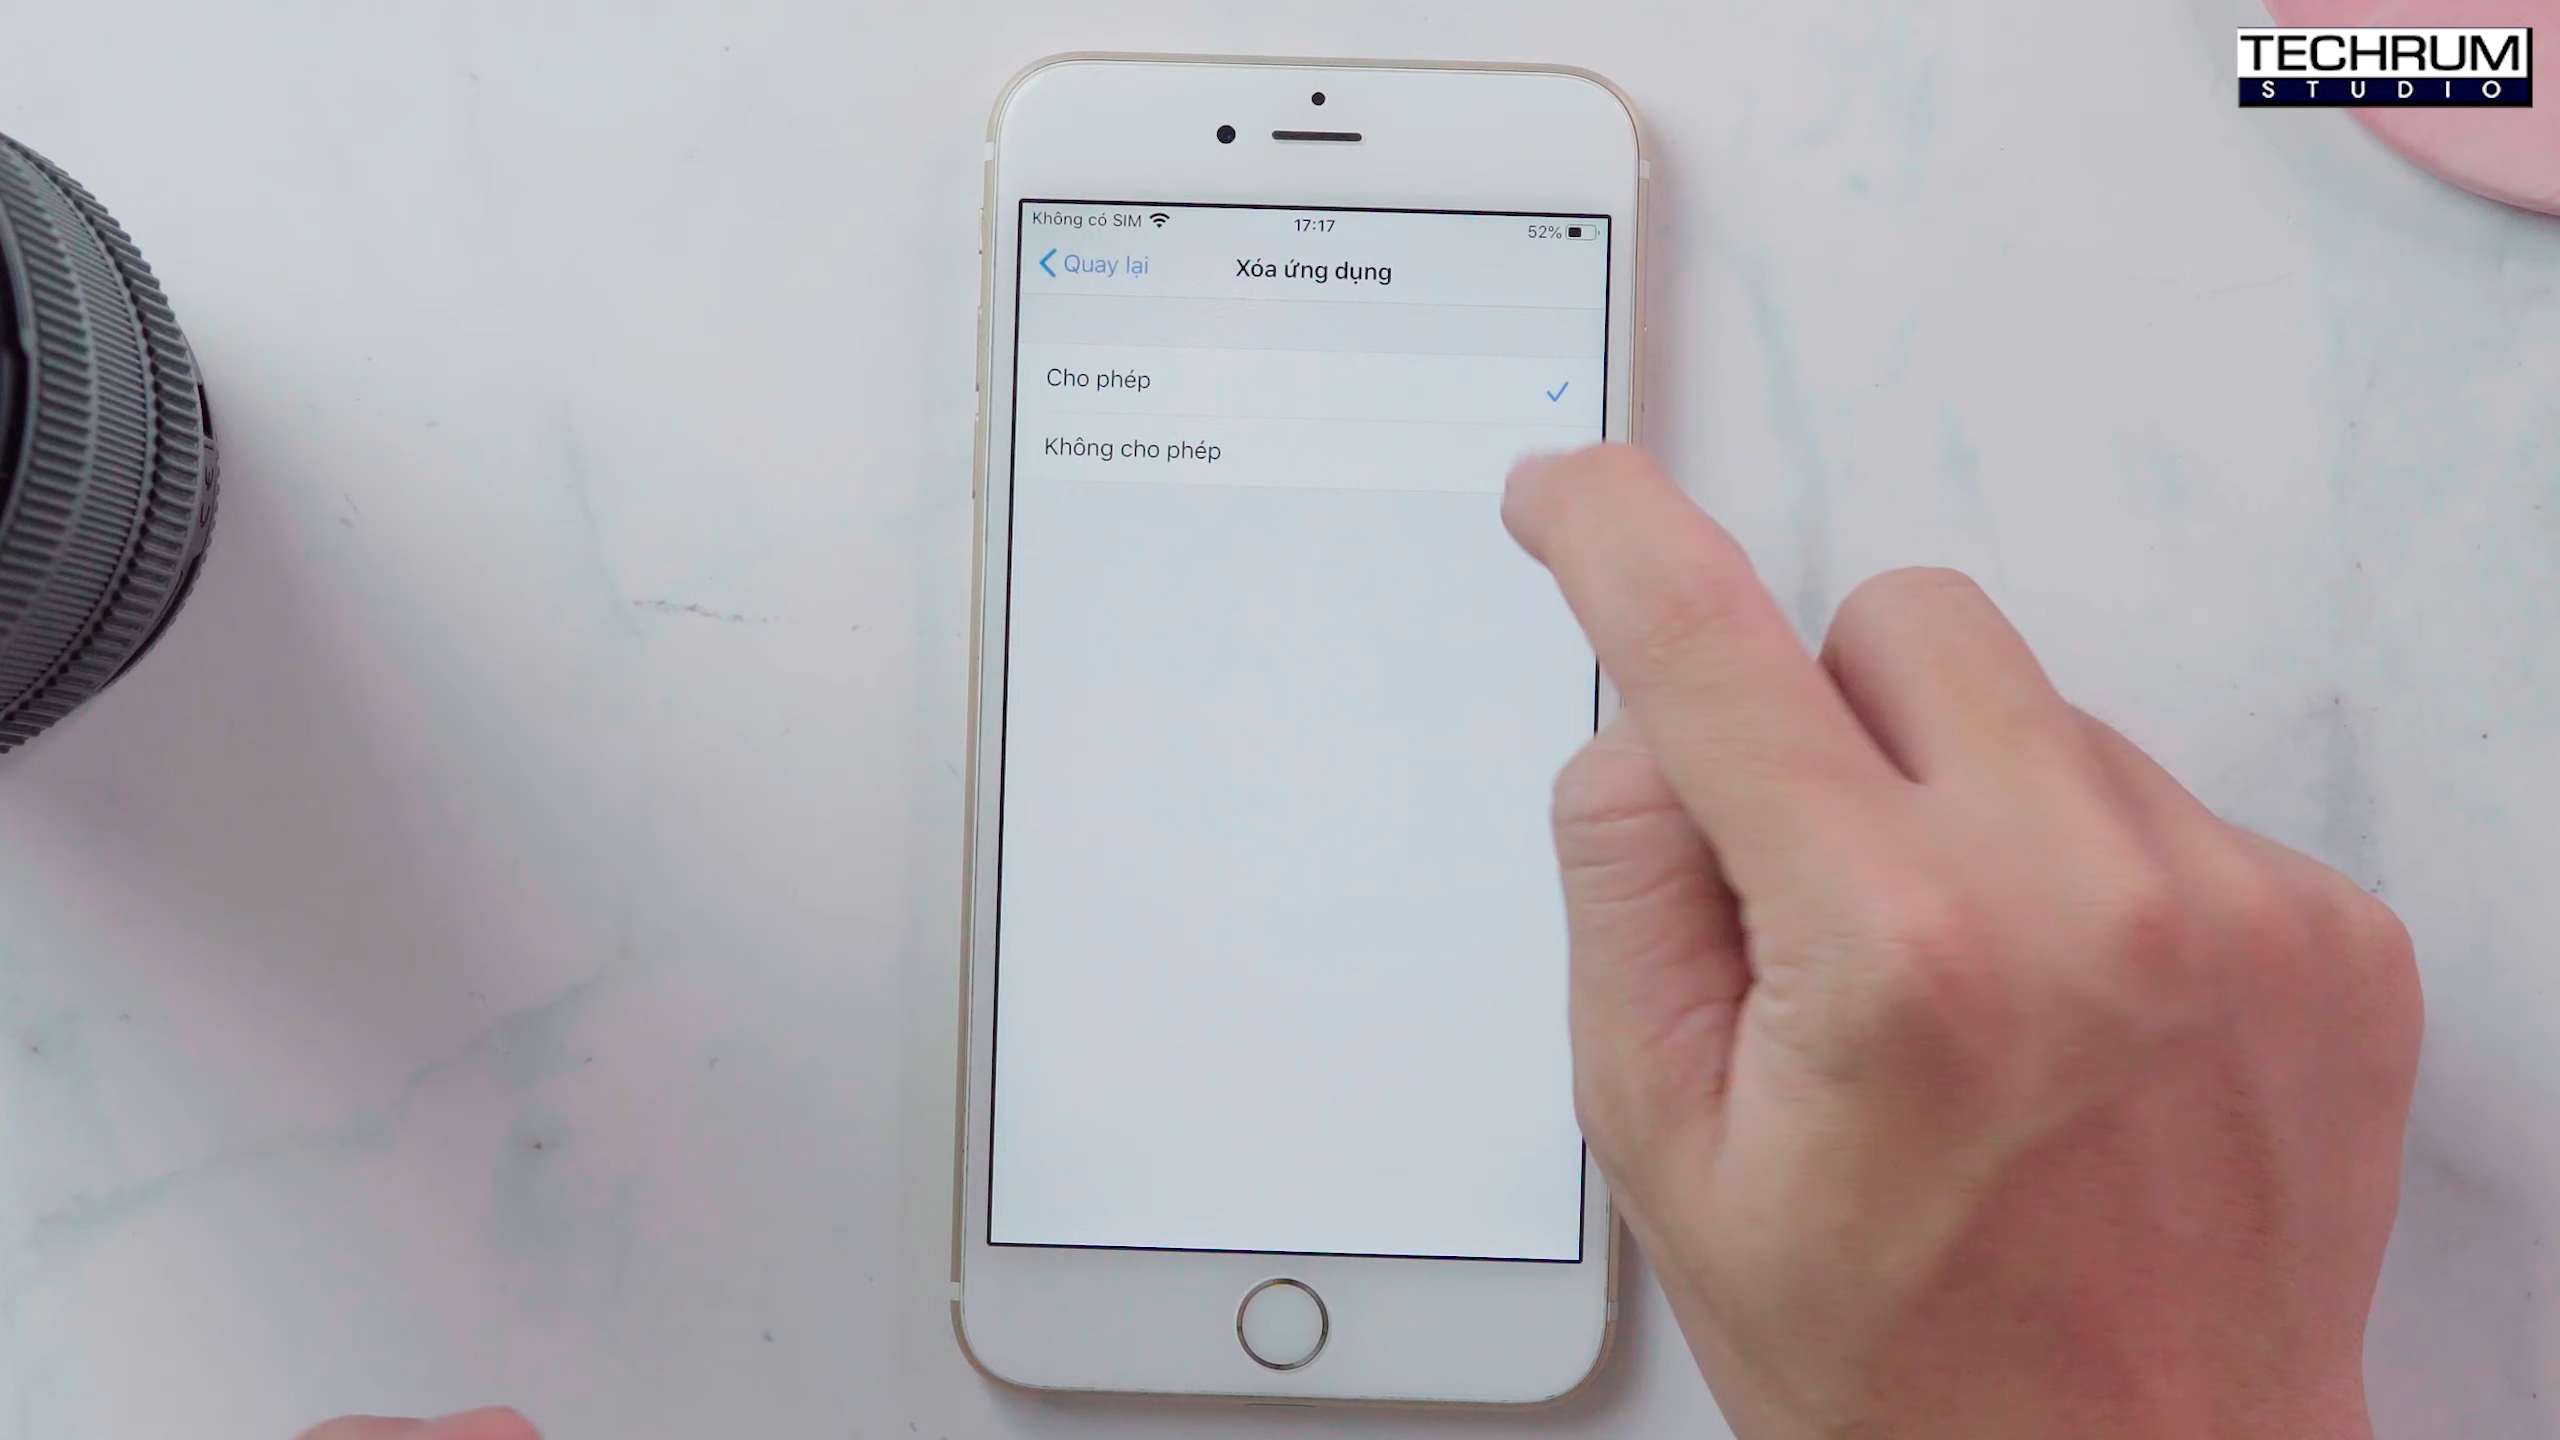 TECHRUM
STUDIO
Không có SIM
17:17
52%
Quay lại
Xóa ứng dụng
Cho phép
Không cho phép